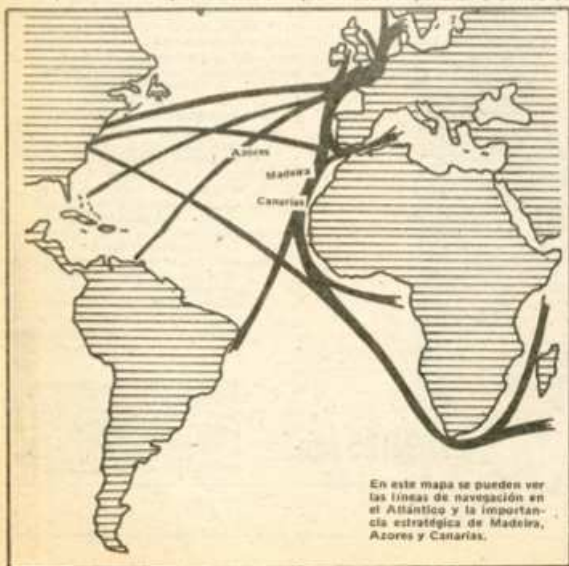 Azores
Madeira
Canarias
En este mapa se pueden ver
las líneas de navegación en
el Atlántico y la importan-
cia estratégica de Madeira,
Azores y Canarias.